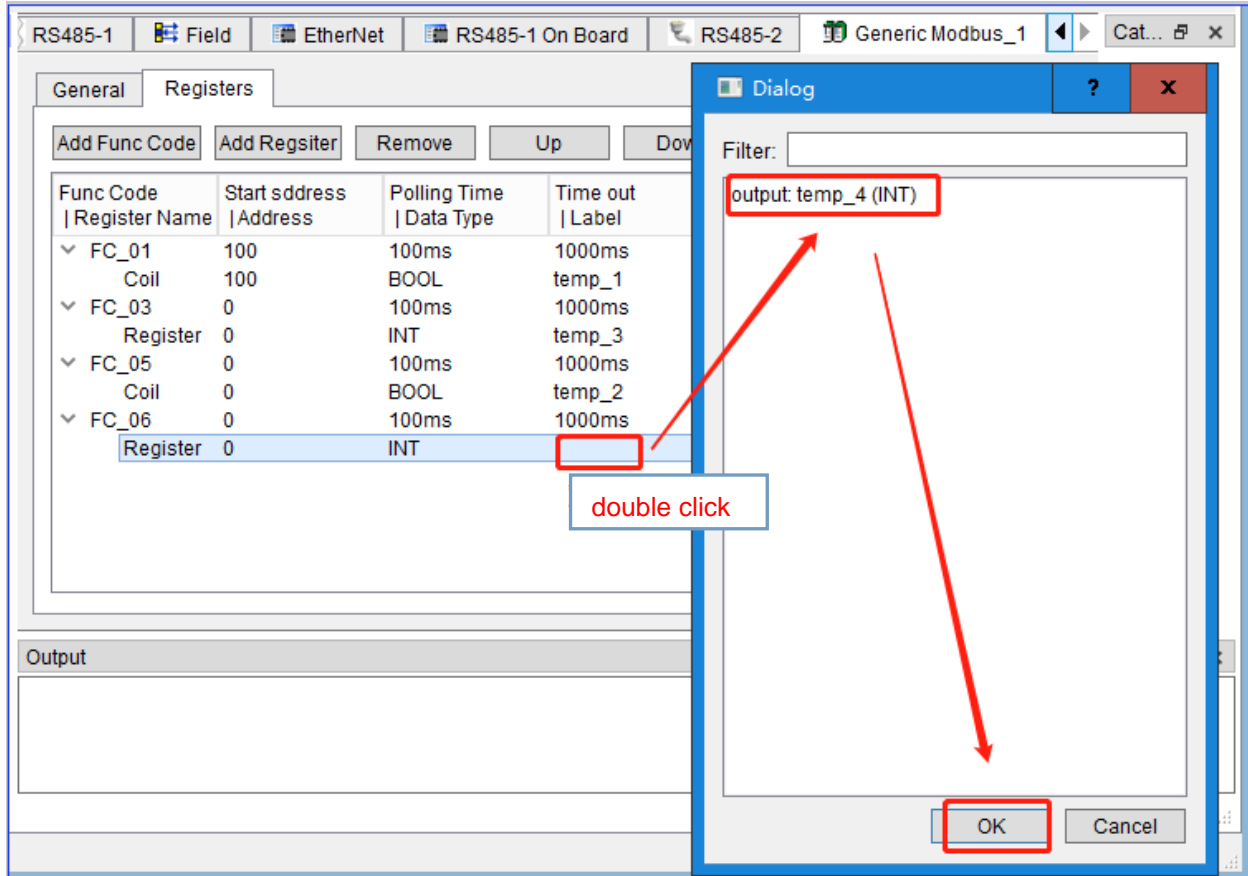 RS485-1 Field EtherNet RS485-1 On Board RS485-2 Generic Modbus_1 Cat...
General Registers
Add Func Code Add Regsiter Remove Up Dow
Func Code Start sddress Polling Time Time out
| Register Name | Address | Data Type | Label
FC_01 100 100ms 1000ms
Coil 100 BOOL temp_1
FC_03 0 100ms 1000ms
Register 0 INT temp_3
FC_05 0 100ms 1000ms
Coil 0 BOOL temp_2
FC_06 0 100ms 1000ms
Register 0 INT
double click
Output
Dialog ? x
Filter:
output: temp_4 (INT)
OK Cancel